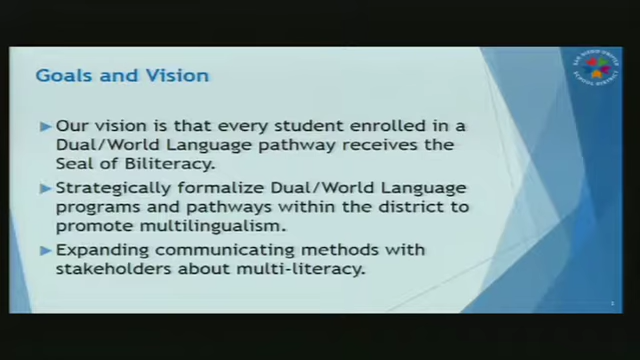 Goals and Vision
Our vision is that every student enrolled in a
Dual/World Language pathway receives the
Seal of Biliteracy.
Strategically formalize Dual/World Language
programs and pathways within the district to
promote multilingualism.
Expanding communicating methods with
stakeholders about multi-literacy.